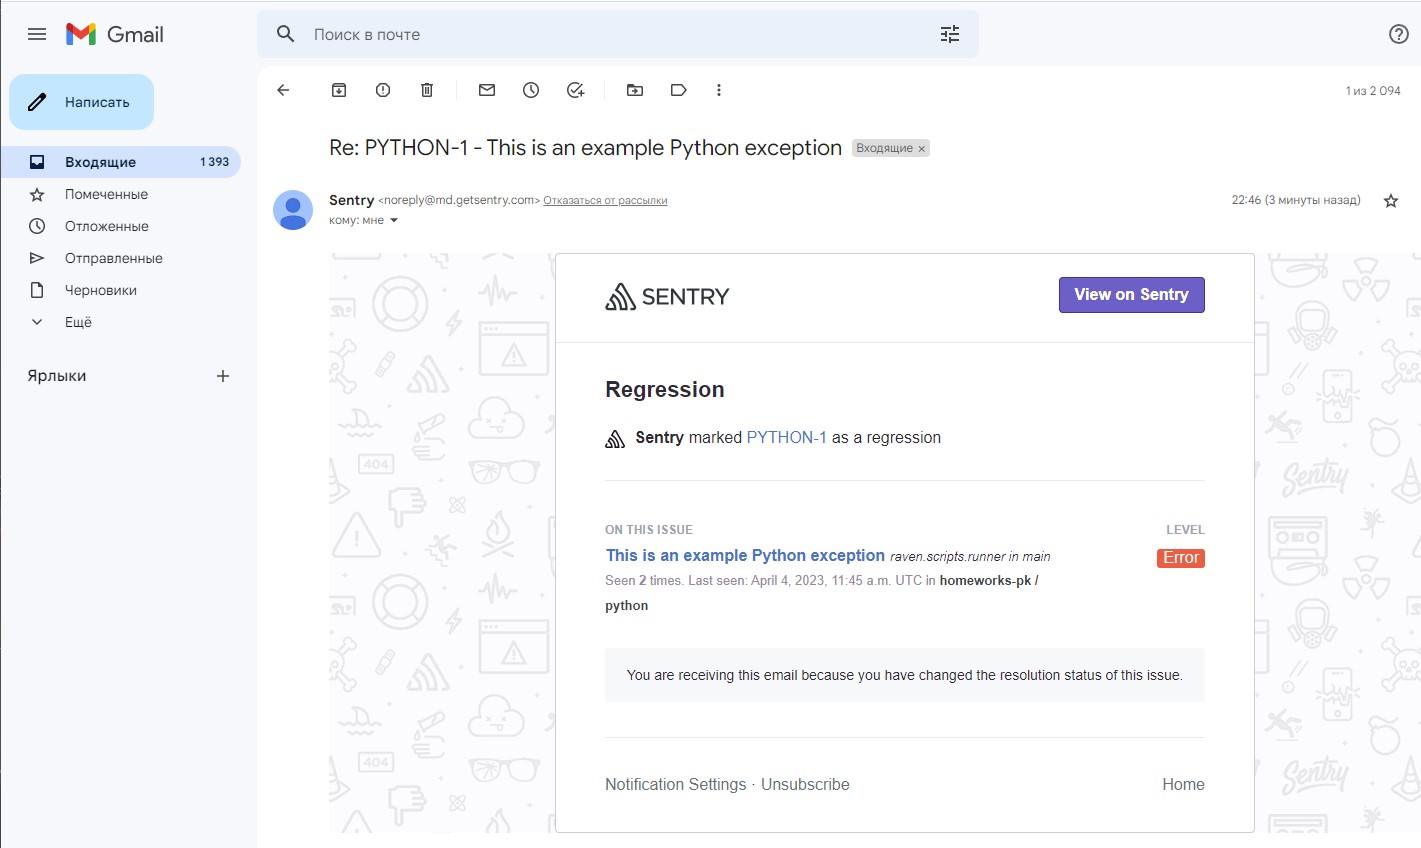 Gmail
Поиск в почте
Написать
1 из 2 094
Входящие 1 393
Помеченные
Отложенные
Отправленные
Черновики
Ещё
Ярлыки
Re: PYTHON-1 - This is an example Python exception Входящие ×
Sentry <noreply@md.getsentry.com> Отказаться от рассылки 22:46 (3 минуты назад)
кому: мне
SENTRY View on Sentry
Regression
Sentry marked PYTHON-1 as a regression
ON THIS ISSUE LEVEL
This is an example Python exception raven.scripts.runner in main Error
Seen 2 times. Last seen: April 4, 2023, 11:45 a.m. UTC in homeworks-pk /
python
You are receiving this email because you have changed the resolution status of this issue.
Notification Settings · Unsubscribe Home
404
Sentry
404
Sentry